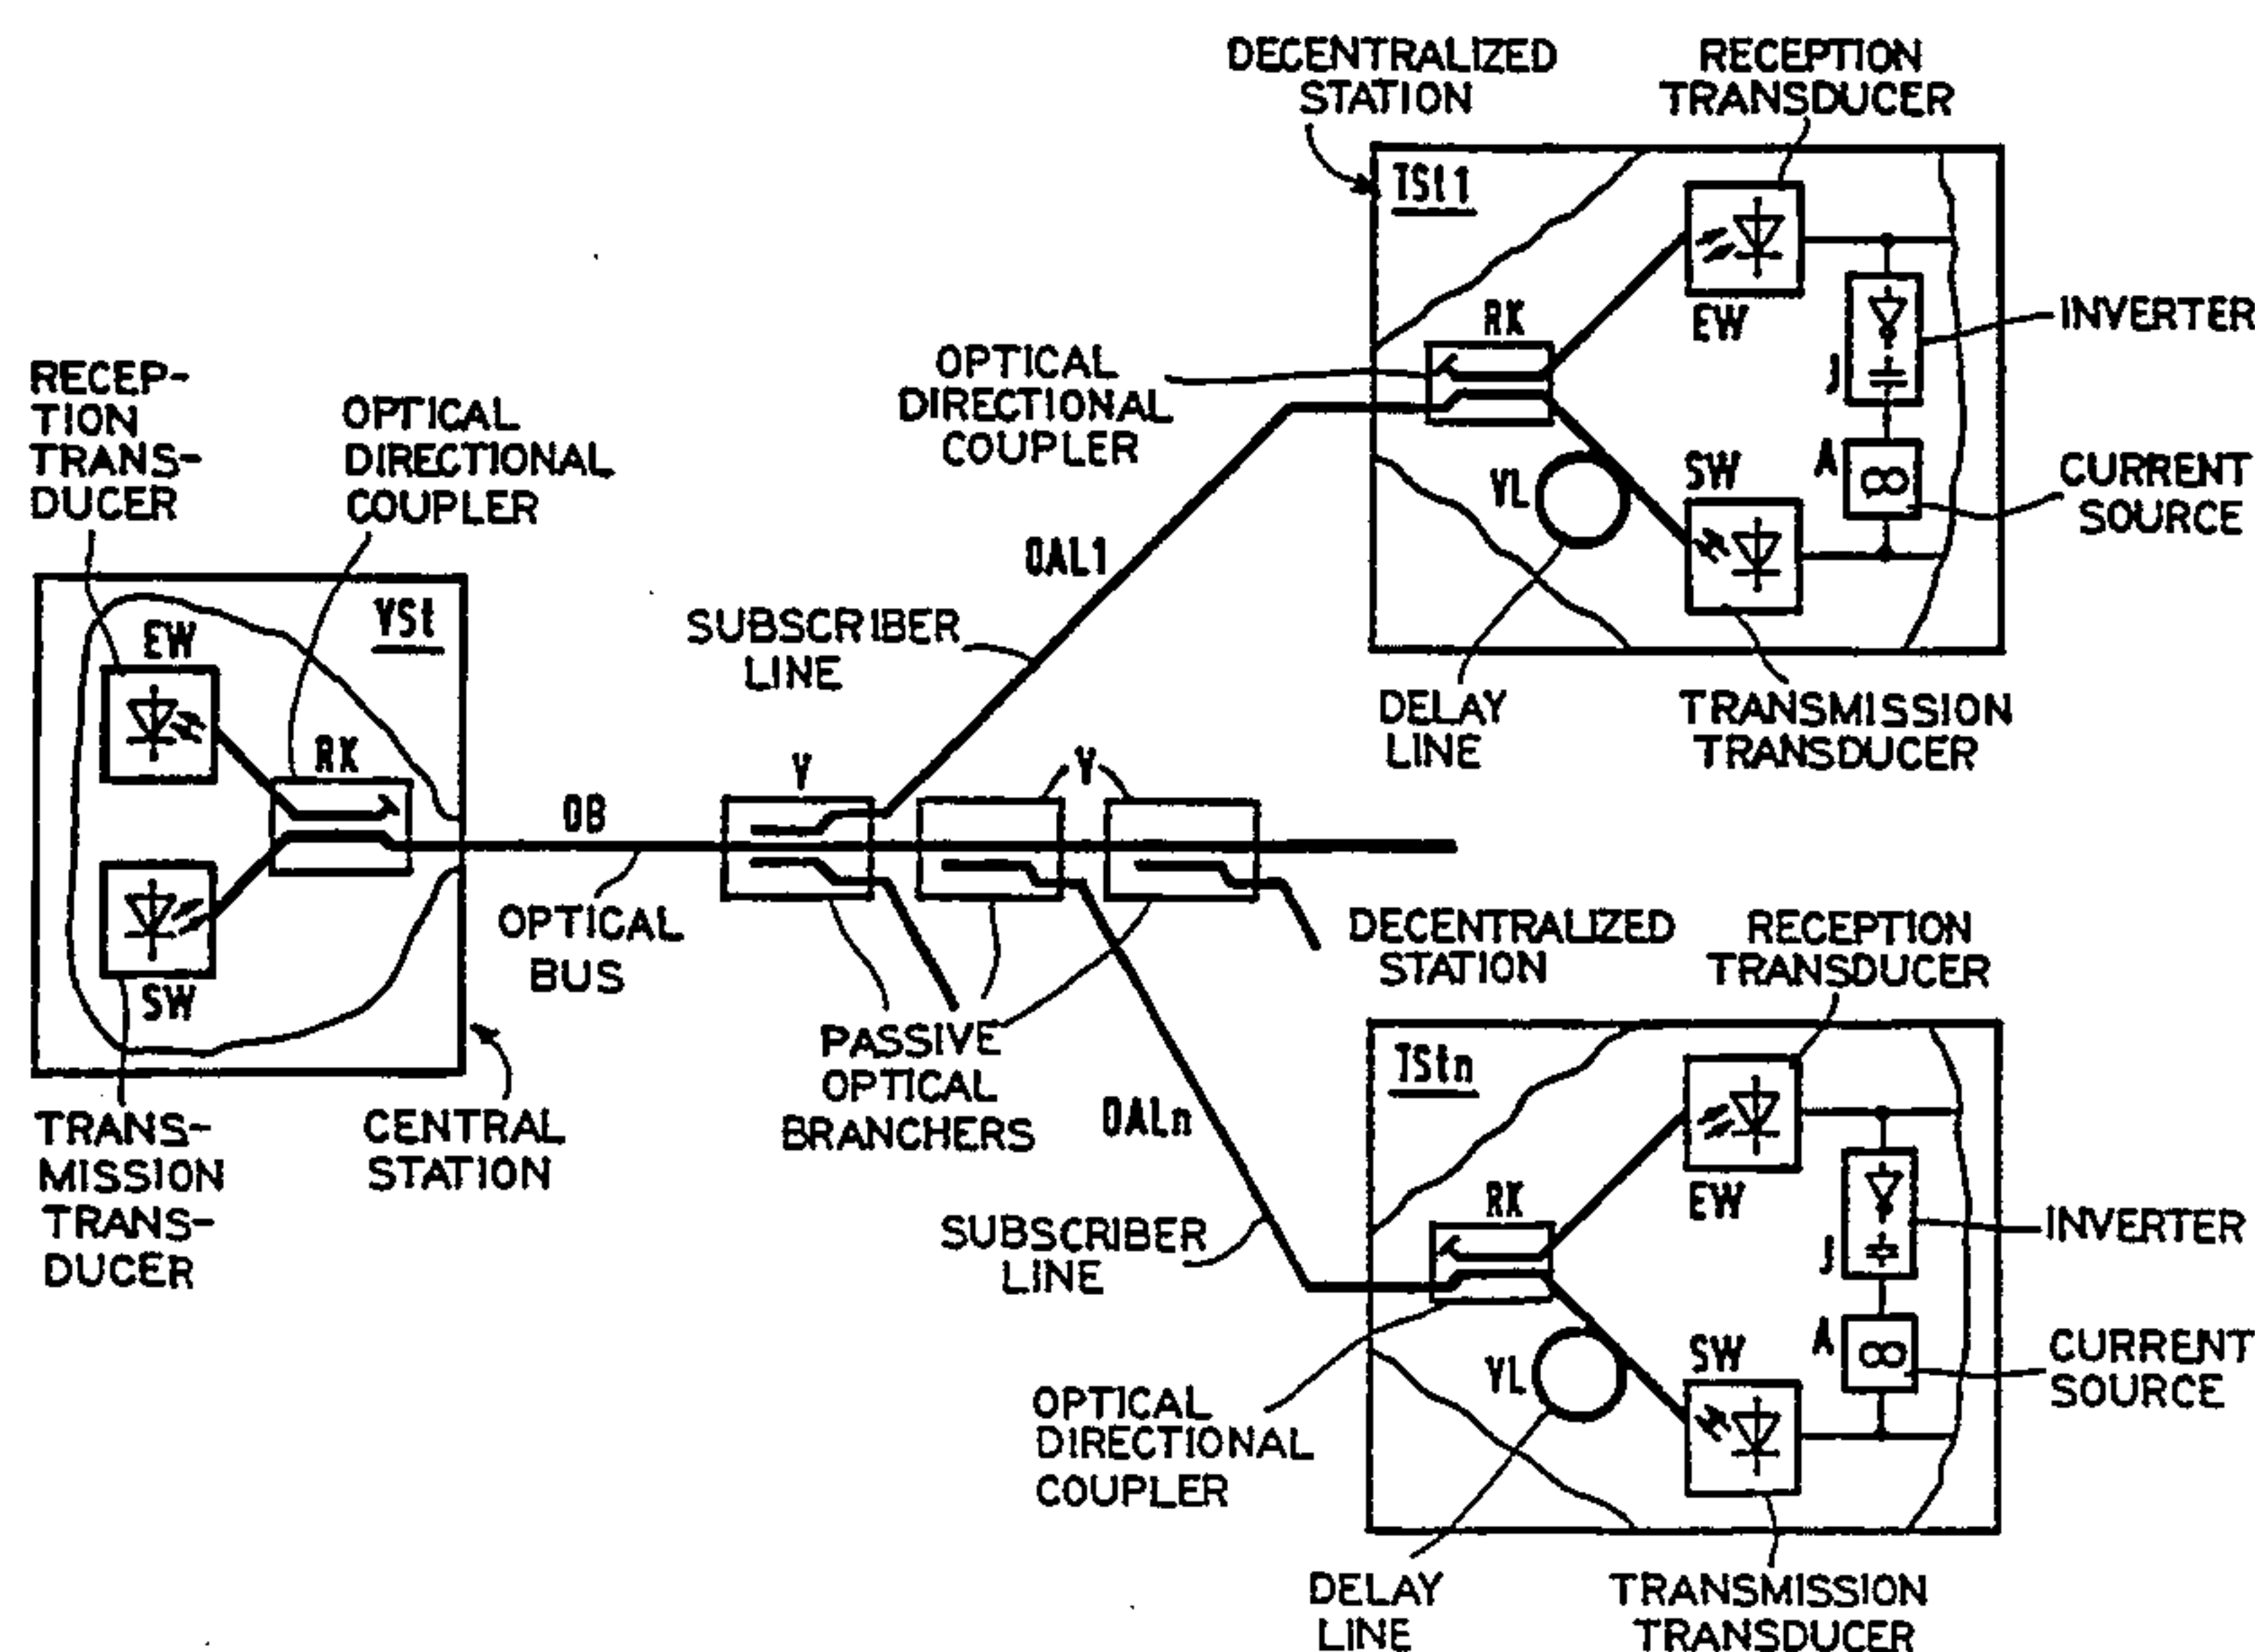 DECENTRALIZED
STATION
RECEPTION
TRANSDUCER
TSt1
EW
INVERTER
J
RK
OPTICAL
DIRECTIONAL
COUPLER
A
CURRENT
SOURCE
SW
VL
DELAY
LINE
TRANSMISSION
TRANSDUCER
OAL1
SUBSCRIBER
LINE
RECEP-
TION
TRANS-
DUCER
OPTICAL
DIRECTIONAL
COUPLER
VSt
EW
RK
SW
TRANS-
MISSION
TRANS-
DUCER
CENTRAL
STATION
OB
OPTICAL
BUS
V
V
PASSIVE
OPTICAL
BRANCHERS
OALn
SUBSCRIBER
LINE
DECENTRALIZED
STATION
RECEPTION
TRANSDUCER
TStn
EW
INVERTER
J
RK
A
CURRENT
SOURCE
SW
VL
OPTICAL
DIRECTIONAL
COUPLER
DELAY
LINE
TRANSMISSION
TRANSDUCER